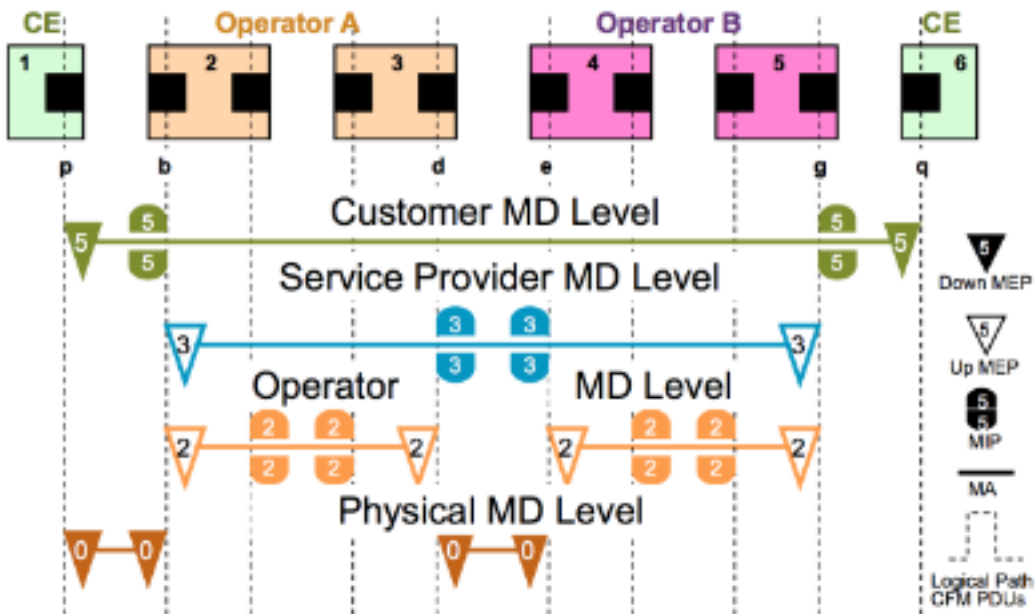 CE Operator A Operator B CE
1 2 3 4 5 6
p b d e g q
Customer MD Level
5 5 5 5
5 5
Service Provider MD Level
3 3 3 3
3 3
Operator MD Level
2 2 2 2 2 2 2 2
2 2 2 2
Physical MD Level
0 0 0 0
5
Down MEP
5
Up MEP
5
5
MIP
MA
Logical Path
CFM PDUs